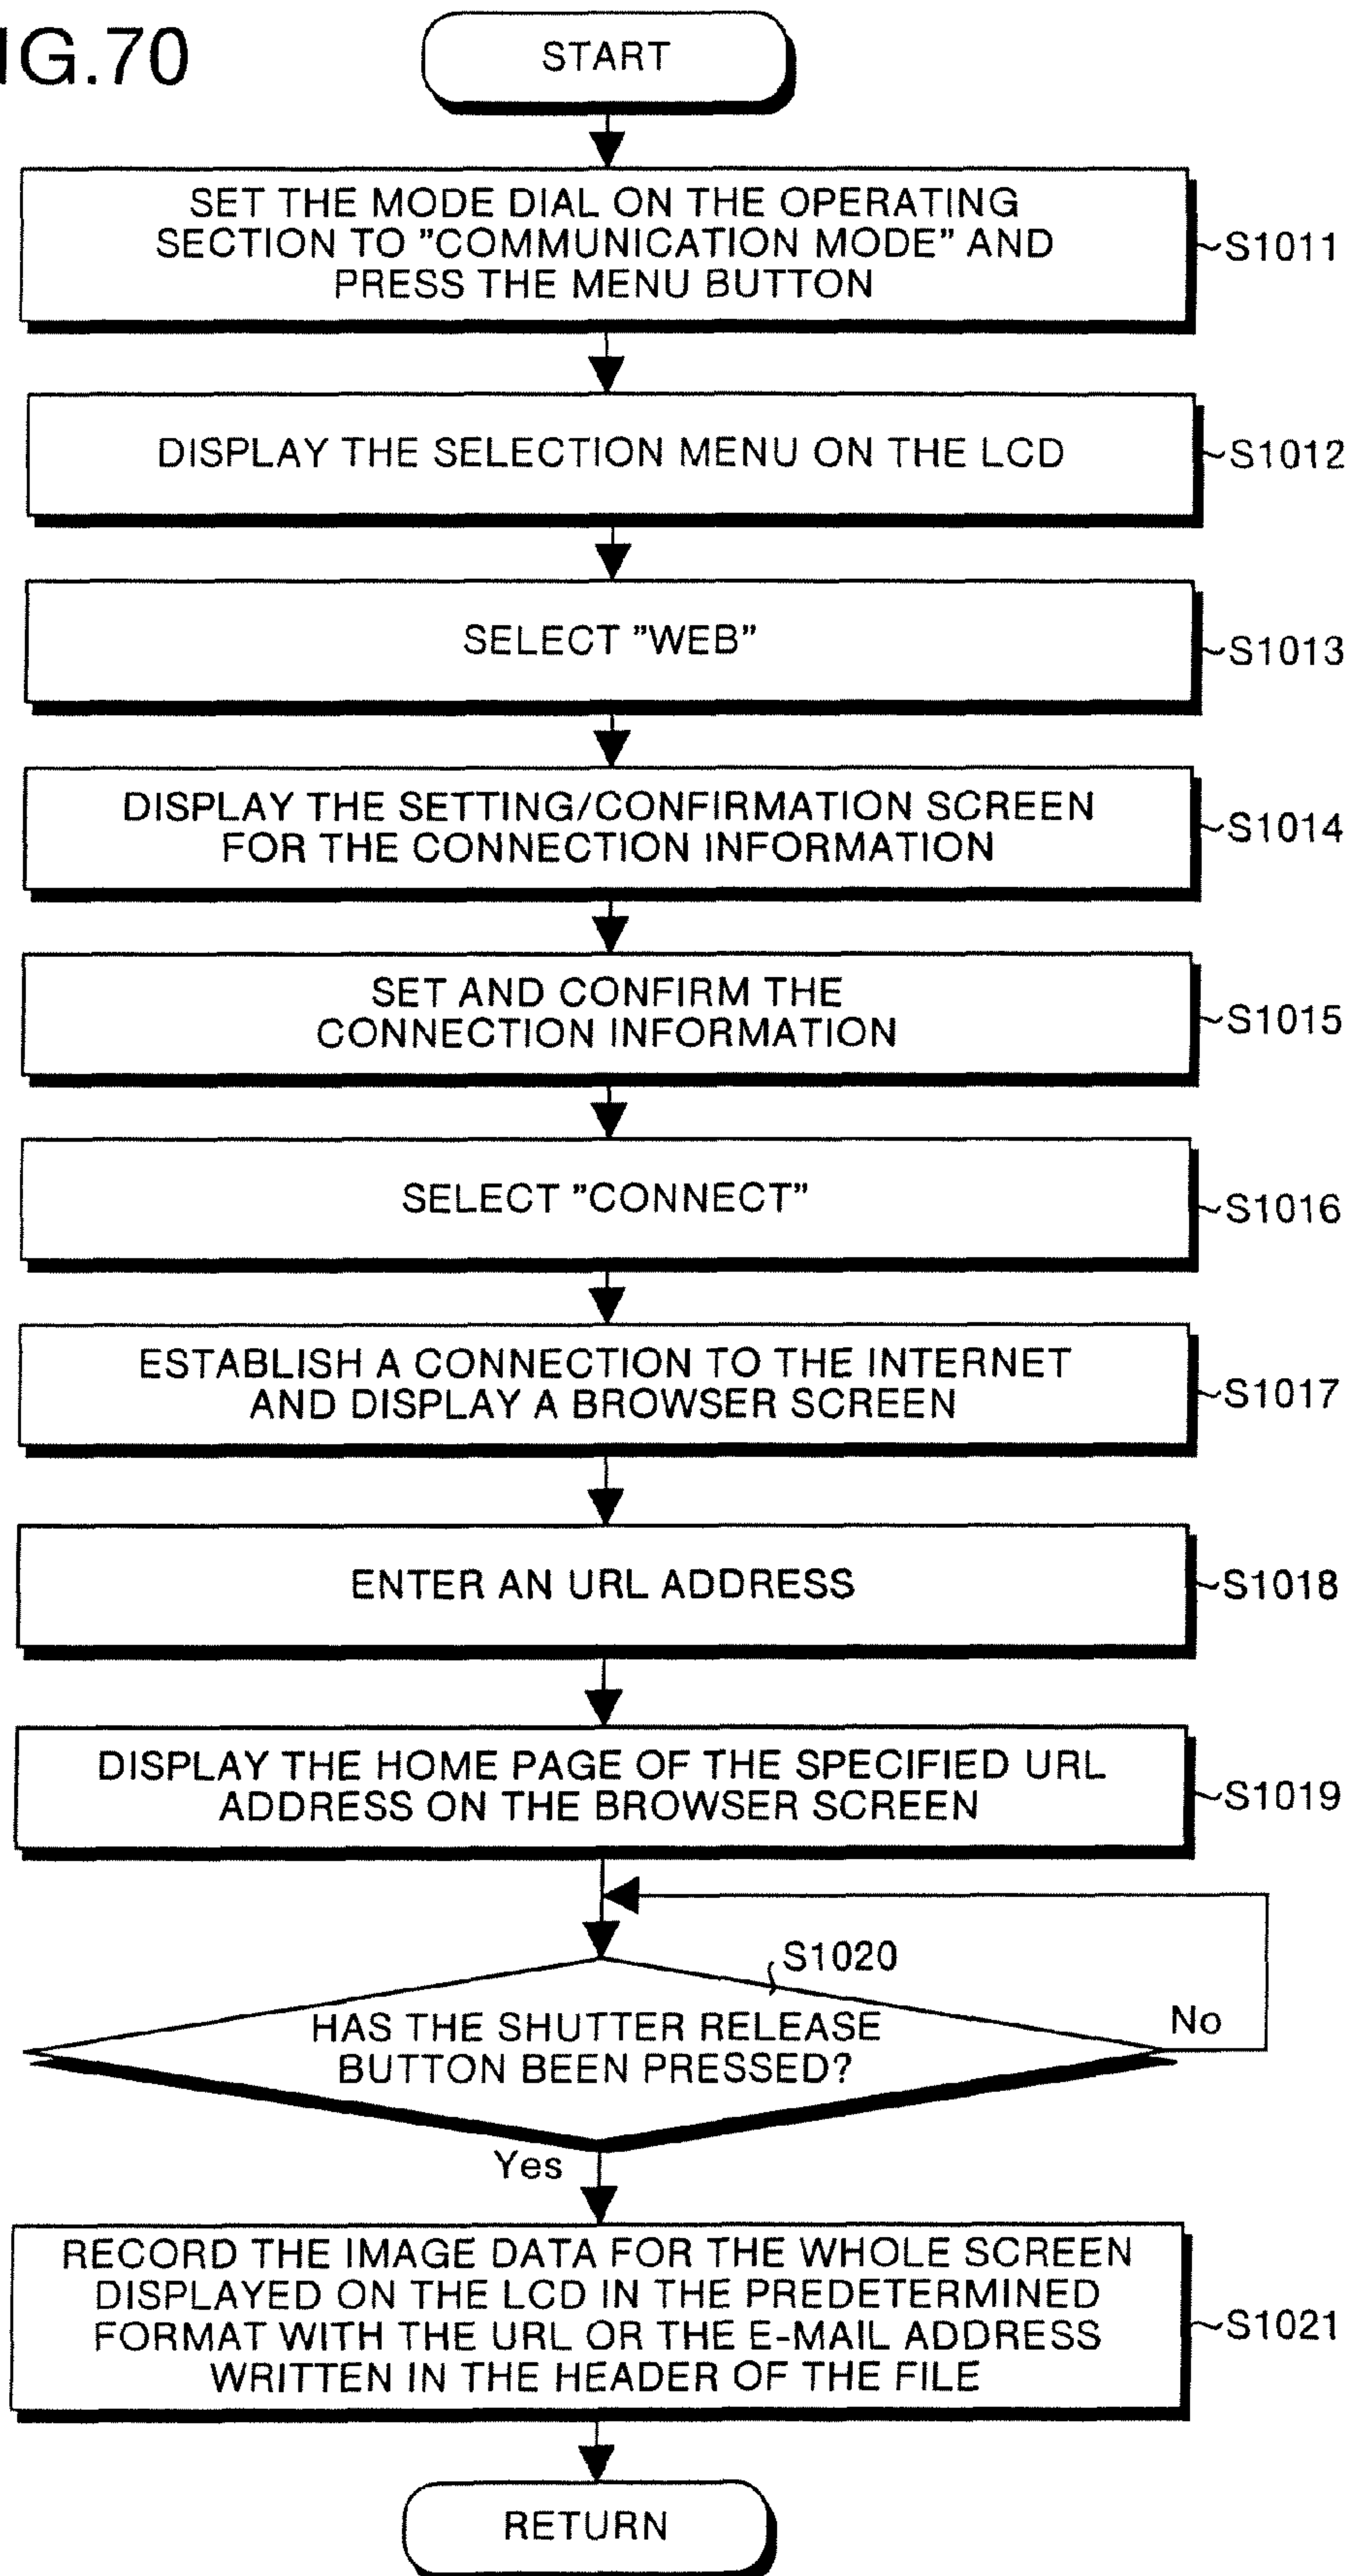 IG.70
START
SET THE MODE DIAL ON THE OPERATING
SECTION TO "COMMUNICATION MODE" AND
PRESS THE MENU BUTTON
S1011
DISPLAY THE SELECTION MENU ON THE LCD
S1012
SELECT "WEB"
S1013
DISPLAY THE SETTING/CONFIRMATION SCREEN
FOR THE CONNECTION INFORMATION
S1014
SET AND CONFIRM THE
CONNECTION INFORMATION
S1015
SELECT "CONNECT"
S1016
ESTABLISH A CONNECTION TO THE INTERNET
AND DISPLAY A BROWSER SCREEN
S1017
ENTER AN URL ADDRESS
S1018
DISPLAY THE HOME PAGE OF THE SPECIFIED URL
ADDRESS ON THE BROWSER SCREEN
S1019
S1020
HAS THE SHUTTER RELEASE
BUTTON BEEN PRESSED?
No
Yes
RECORD THE IMAGE DATA FOR THE WHOLE SCREEN
DISPLAYED ON THE LCD IN THE PREDETERMINED
FORMAT WITH THE URL OR THE E-MAIL ADDRESS
WRITTEN IN THE HEADER OF THE FILE
S1021
RETURN